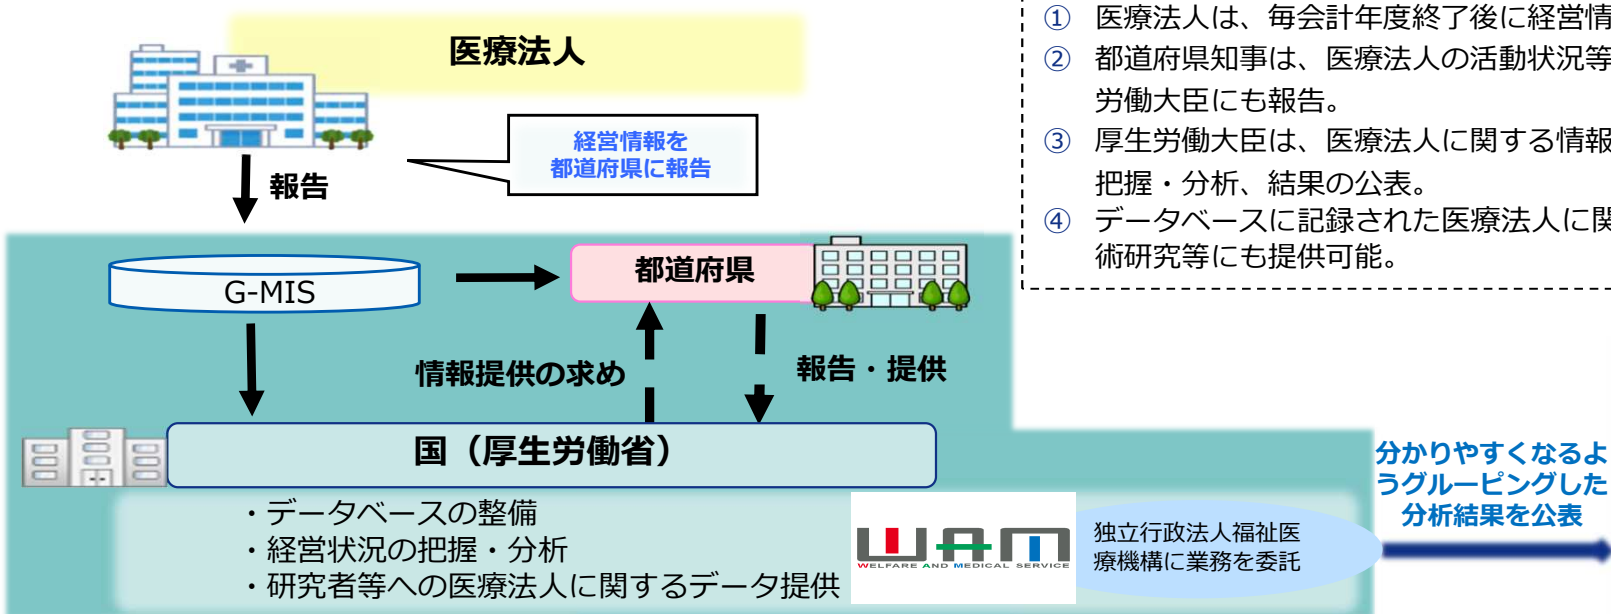 医療法人
経営情報を
都道府県に報告
報告
G-MIS
都道府県
情報提供の求め
報告・提供
国（厚生労働省）
・データベースの整備
・経営状況の把握・分析
・研究者等への医療法人に関するデータ提供
WAM
WELFARE AND MEDICAL SERVICE
独立行政法人福祉医
療機構に業務を委託
分かりやすくなるよ
うグルーピングした
分析結果を公表
① 医療法人は、毎会計年度終了後に経営情
② 都道府県知事は、医療法人の活動状況等
労働大臣にも報告。
③ 厚生労働大臣は、医療法人に関する情報
把握・分析、結果の公表。
④ データベースに記録された医療法人に関
術研究等にも提供可能。